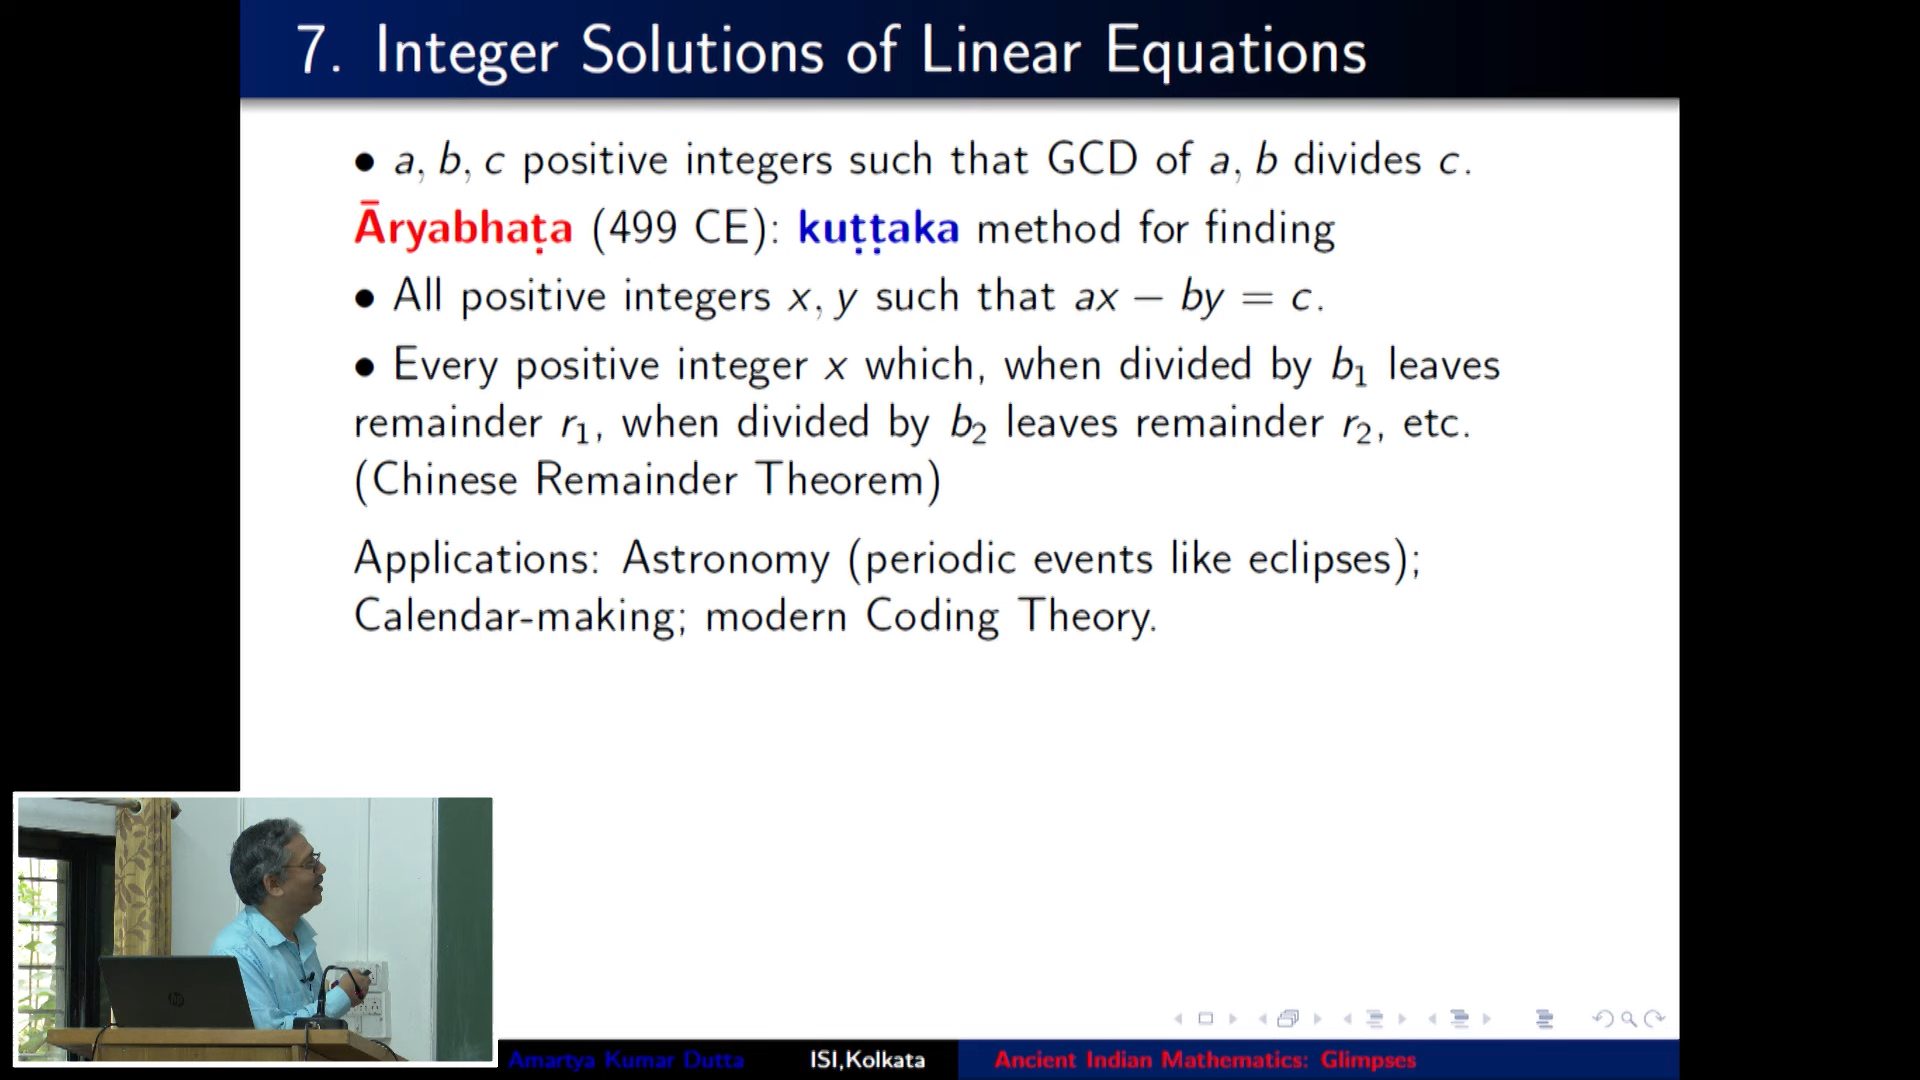 7. Integer Solutions of Linear Equations
• a, b, c positive integers such that GCD of a, b divides c.
Āryabhaṭa (499 CE): kuṭṭaka method for finding
• All positive integers x, y such that ax − by = c.
• Every positive integer x which, when divided by b₁ leaves
remainder r₁, when divided by b₂ leaves remainder r₂, etc.
(Chinese Remainder Theorem)
Applications: Astronomy (periodic events like eclipses);
Calendar-making; modern Coding Theory.
hp
Amartya Kumar Dutta ISI,Kolkata Ancient Indian Mathematics: Glimpses